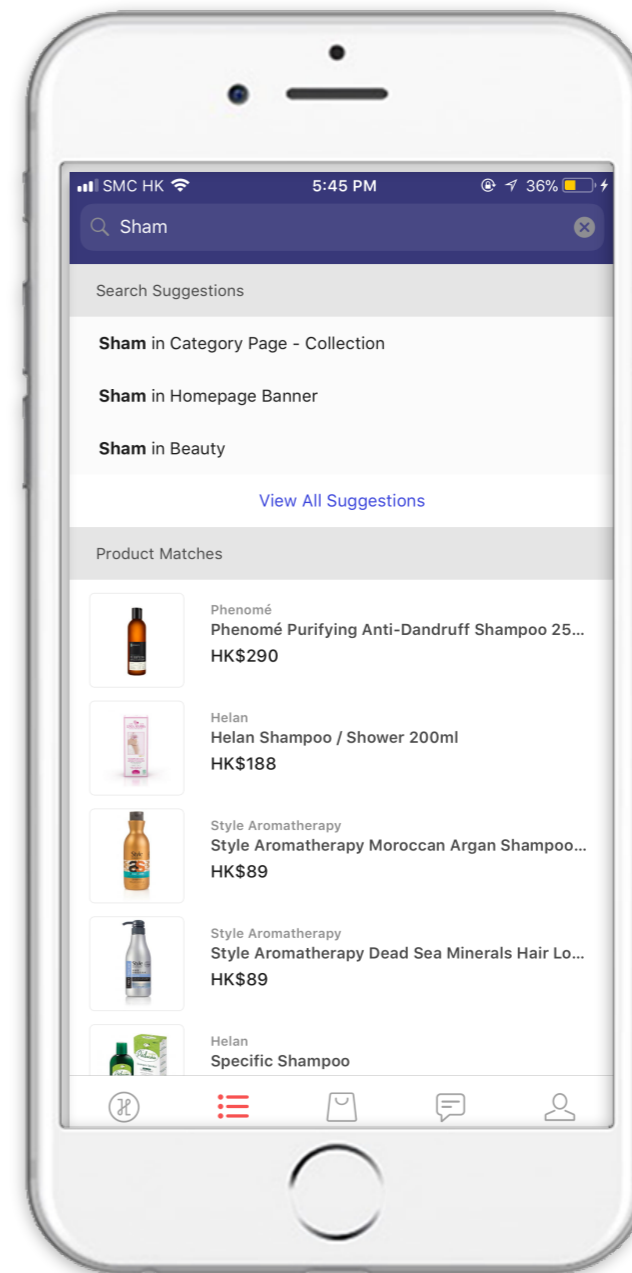 SMC HK
5:45 PM
36%
Sham
Search Suggestions
Sham in Category Page - Collection
Sham in Homepage Banner
Sham in Beauty
View All Suggestions
Product Matches
Phenomé
Phenomé Purifying Anti-Dandruff Shampoo 25...
HK$290
Helan
Helan Shampoo / Shower 200ml
HK$188
Style Aromatherapy
Style Aromatherapy Moroccan Argan Shampoo...
HK$89
Style Aromatherapy
Style Aromatherapy Dead Sea Minerals Hair Lo...
HK$89
Helan
Specific Shampoo